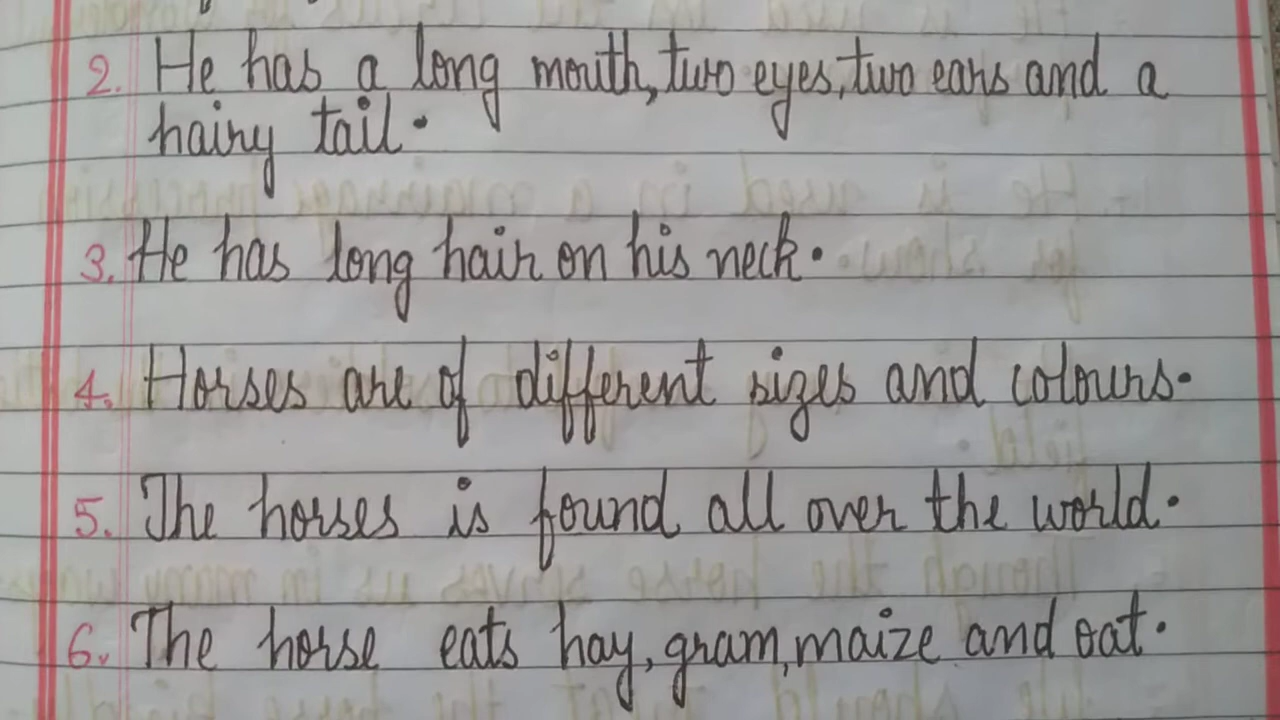 2. He has a long mouth, two eyes, two ears and a
hairy tail.
3. He has long hair on his neck.
4. Horses are of different sizes and colours.
5. The horses is found all over the world.
6. The horse eats hay, gram, maize and oat.